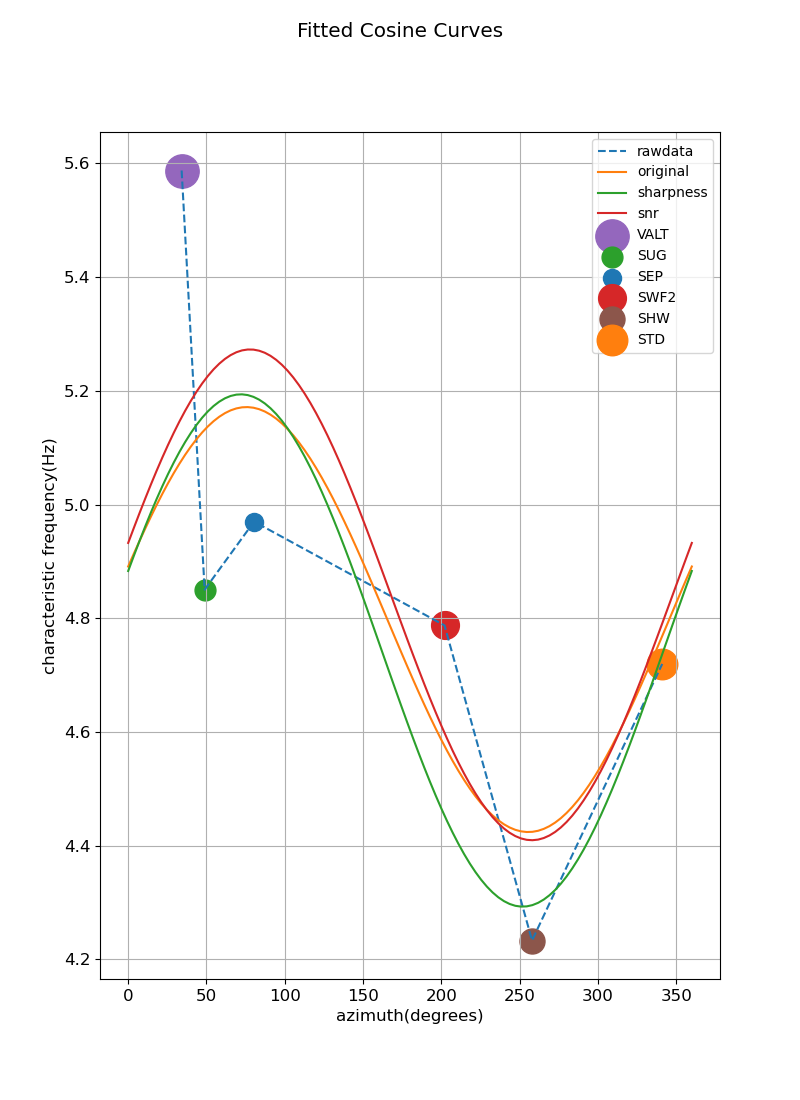 Fitted Cosine Curves
rawdata
original
sharpness
snr
VALT
SUG
SEP
SWF2
SHW
STD
5.6
5.4
5.2
5.0
4.8
4.6
4.4
4.2
characteristic frequency(Hz)
0 50 100 150 200 250 300 350
azimuth(degrees)